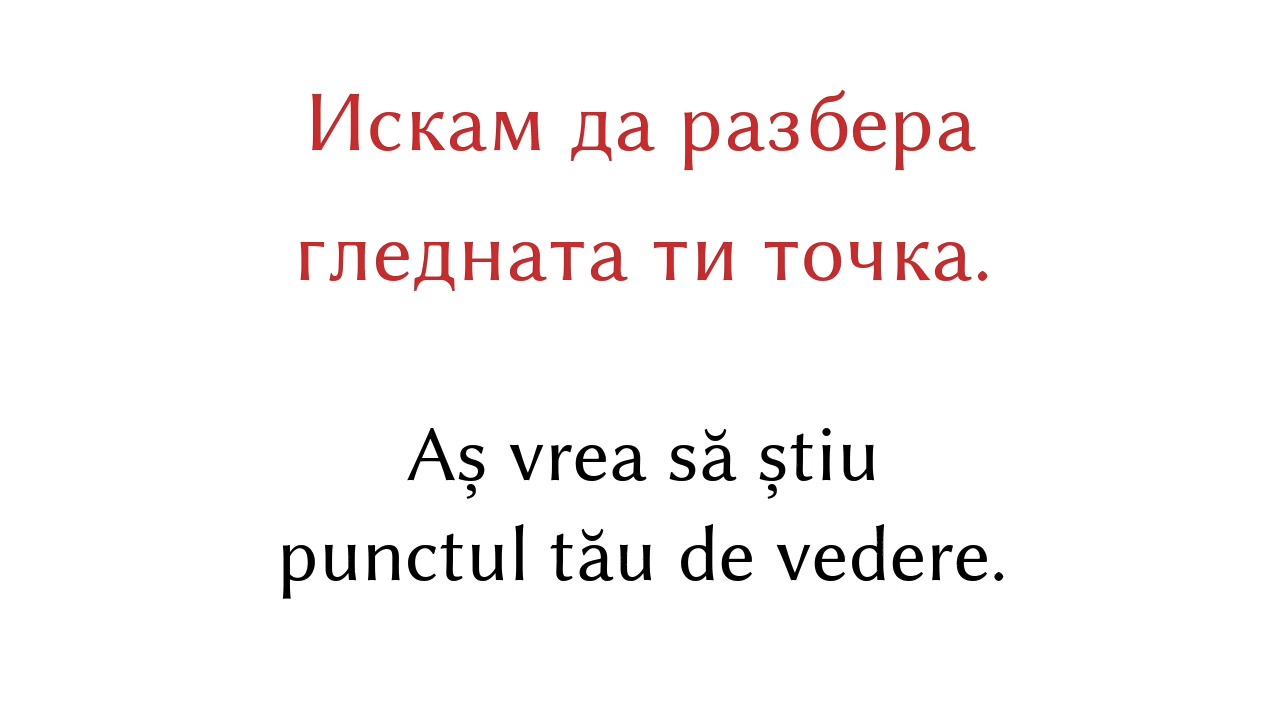 Искам да разбера
гледната ти точка.
Aș vrea să știu
punctul tău de vedere.